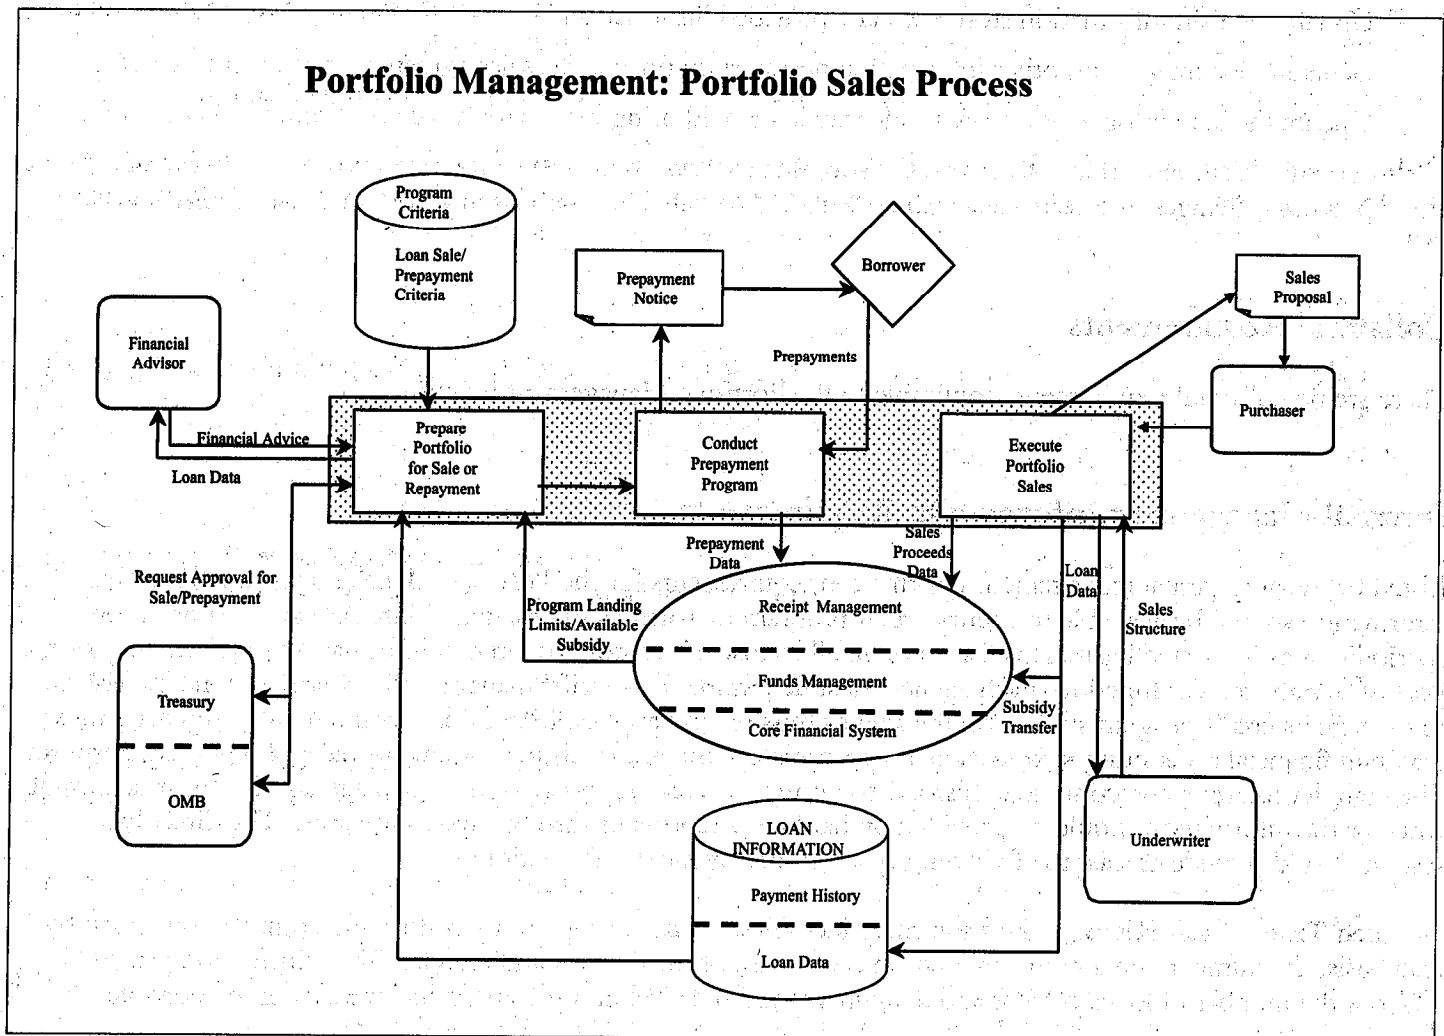 Portfolio Management: Portfolio Sales Process
Program
Criteria
Loan Sale/
Prepayment
Criteria
Prepayment
Notice
Borrower
Sales
Proposal
Financial
Advisor
Prepayments
Purchaser
Financial Advice
Loan Data
Prepare
Portfolio
for Sale or
Repayment
Conduct
Prepayment
Program
Execute
Portfolio
Sales
Prepayment
Data
Sales
Proceeds
Data
Loan
Data
Sales
Structure
Request Approval for
Sale/Prepayment
Program Landing
Limits/Available
Subsidy
Receipt Management
Funds Management
Core Financial System
Subsidy
Transfer
Treasury
OMB
LOAN
INFORMATION
Payment History
Loan Data
Underwriter